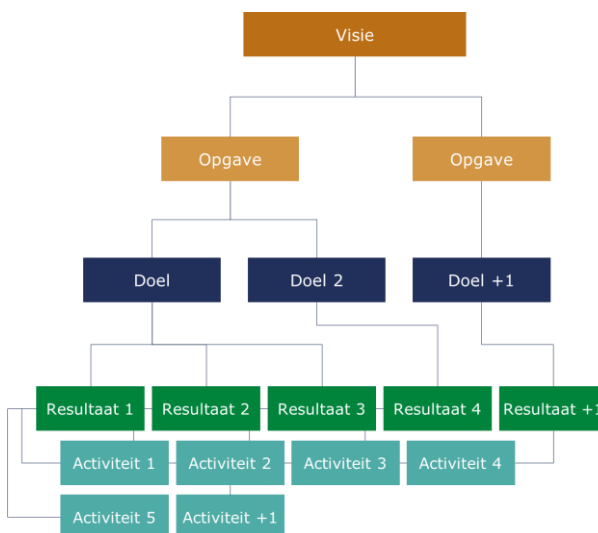 Visie
Opgave
Opgave
Doel
Doel 2
Doel +1
Resultaat 1
Resultaat 2
Resultaat 3
Resultaat 4
Resultaat +1
Activiteit 1
Activiteit 2
Activiteit 3
Activiteit 4
Activiteit 5
Activiteit +1